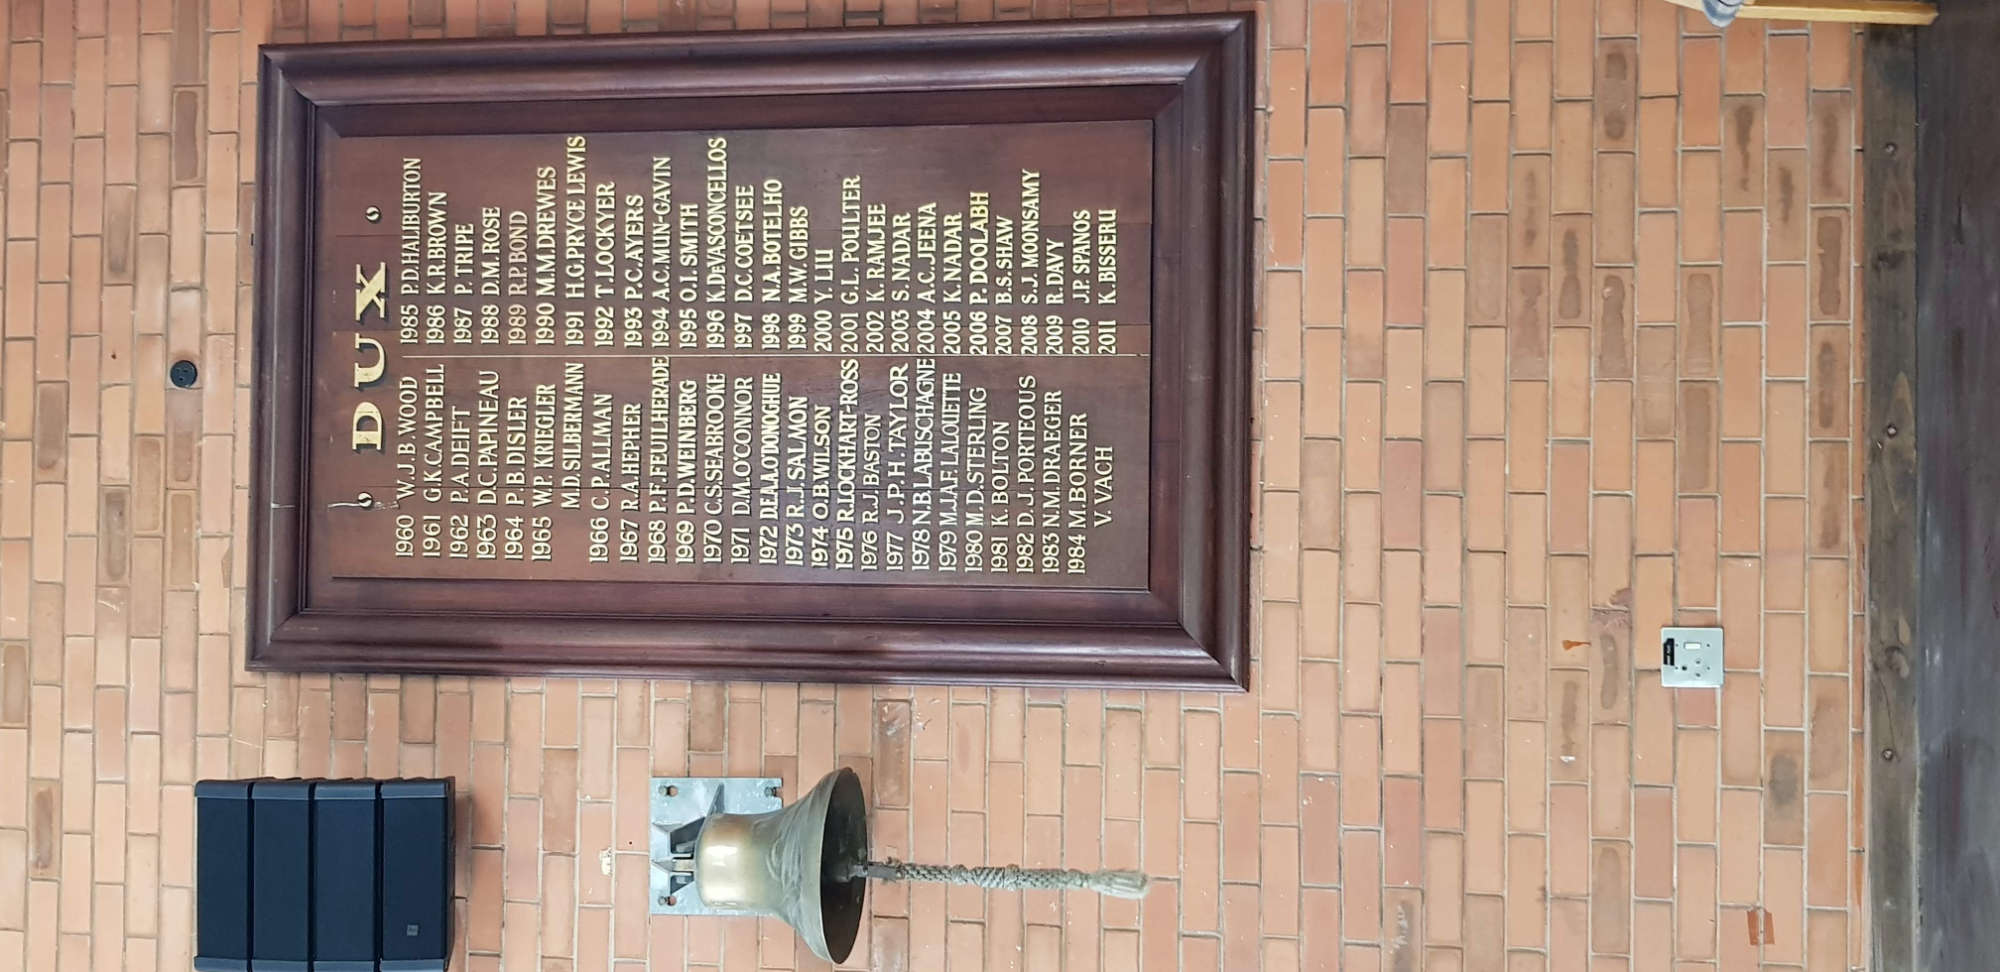 DUX
1960 W.J.B.WOOD
1961 G.K.CAMPBELL
1962 P.A.DEIFT
1963 D.C.PAPINEAU
1964 P.B.DISLER
1965 W.P.KRIEGLER
M.D.SILBERMANN
1966 C.P.ALLMAN
1967 R.A.HEPHER
1968 P.F.FEUILHERADE
1969 P.D.WEINBERG
1970 C.S.SEABROOKE
1971 D.M.O'CONNOR
1972 D.E.A.A.O'DONOGHUE
1973 R.J.SALMON
1974 O.B.WILSON
1975 R.LOCKHART-ROSS
1976 R.J.BASTON
1977 J.P.H.TAYLOR
1978 N.B.LABUSCHAGNE
1979 M.J.A.F.LALOUETTE
1980 M.D.STERLING
1981 K.BOLTON
1982 D.J.PORTEOUS
1983 N.M.DRAEGER
1984 M.BORNER
V.VACH
1985 P.D.HALIBURTON
1986 K.R.BROWN
1987 P.TRIPE
1988 D.M.ROSE
1989 R.P.BOND
1990 M.M.DREWES
1991 H.G.PRYCE LEWIS
1992 T.LOCKYER
1993 P.C.AYERS
1994 A.C.MUN-GAVIN
1995 O.I.SMITH
1996 K.DeVASCONCELLOS
1997 D.C.COETSEE
1998 N.A.BOTELHO
1999 M.W.GIBBS
2000 Y.LIU
2001 G.L.POULTER
2002 K.RAMJEE
2003 S.NADAR
2004 A.C.JEENA
2005 K.NAIDAR
2006 P.DOOLABH
2007 B.S.SHAW
2008 S.J.MOONSAMY
2009 R.DAVY
2010 J.P.SPANOS
2011 K.BISSERU